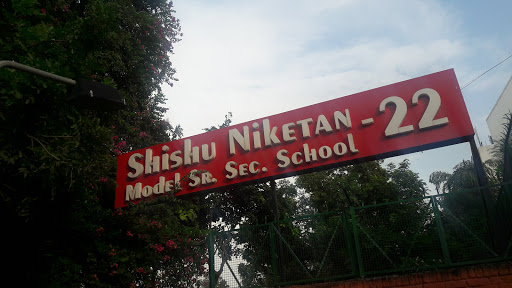 Shishu Niketan - 22
Model Sr. Sec. School